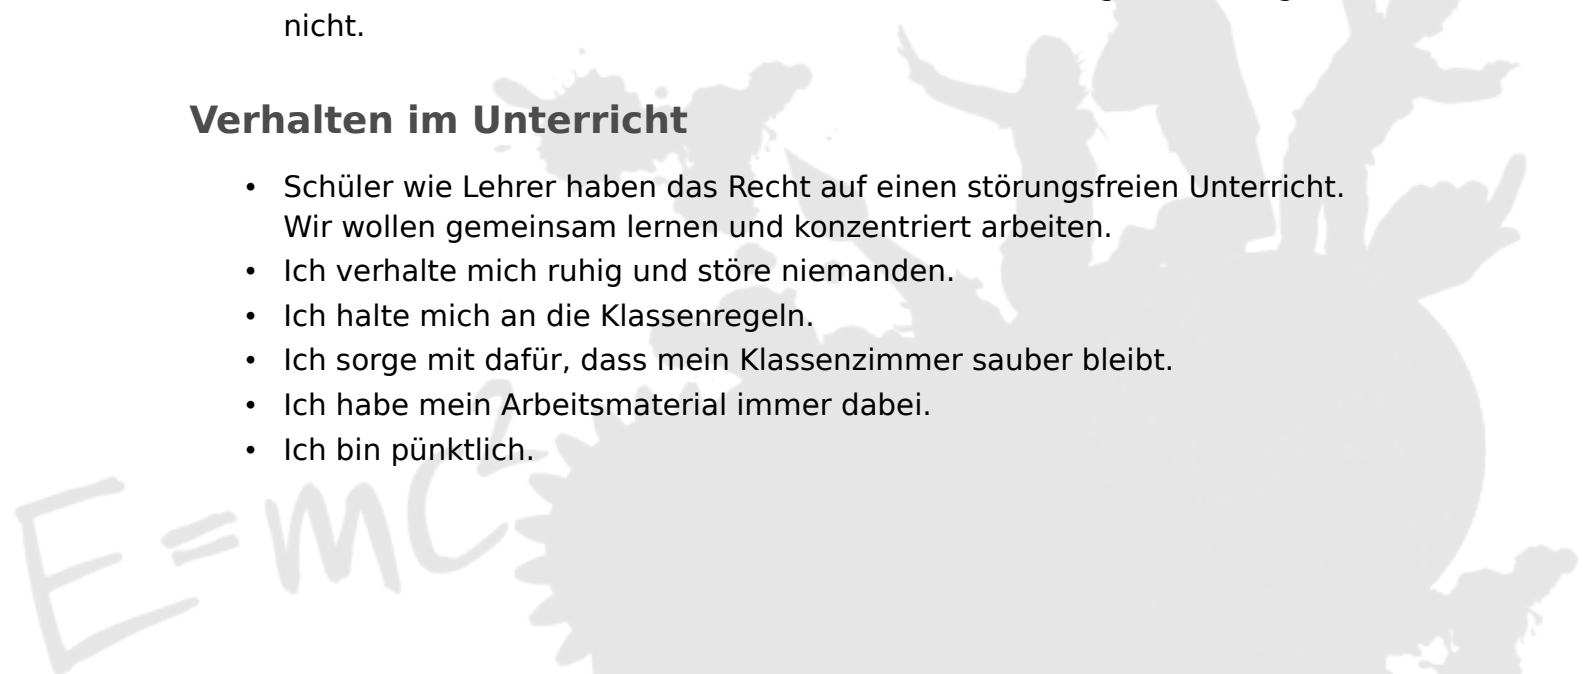 nicht.
Verhalten im Unterricht
• Schüler wie Lehrer haben das Recht auf einen störungsfreien Unterricht.
Wir wollen gemeinsam lernen und konzentriert arbeiten.
• Ich verhalte mich ruhig und störe niemanden.
• Ich halte mich an die Klassenregeln.
• Ich sorge mit dafür, dass mein Klassenzimmer sauber bleibt.
• Ich habe mein Arbeitsmaterial immer dabei.
• Ich bin pünktlich.
E=mc²